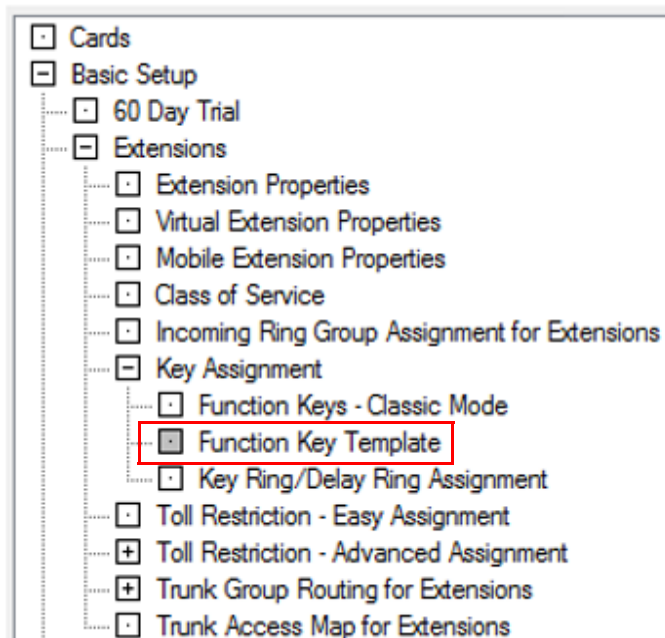 Cards
Basic Setup
60 Day Trial
Extensions
Extension Properties
Virtual Extension Properties
Mobile Extension Properties
Class of Service
Incoming Ring Group Assignment for Extensions
Key Assignment
Function Keys - Classic Mode
Function Key Template
Key Ring/Delay Ring Assignment
Toll Restriction - Easy Assignment
Toll Restriction - Advanced Assignment
Trunk Group Routing for Extensions
Trunk Access Map for Extensions